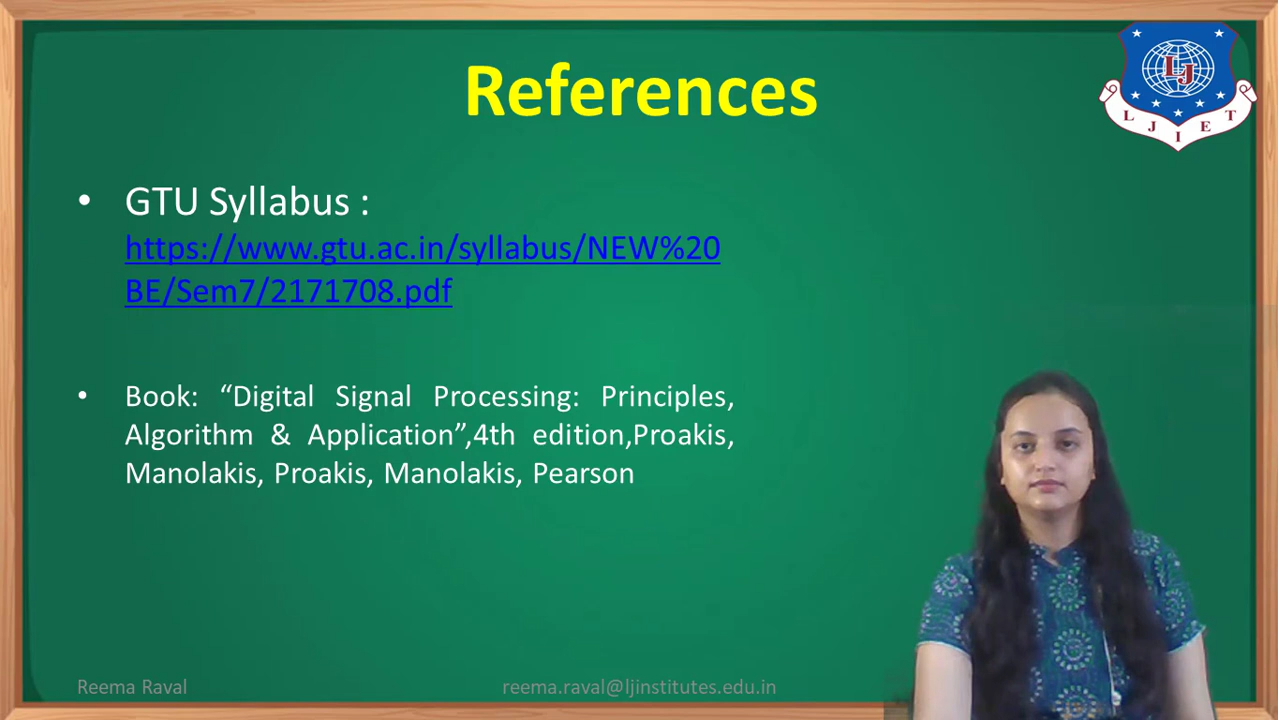 References
LJ
L J I E T
• GTU Syllabus :
https://www.gtu.ac.in/syllabus/NEW%20
BE/Sem7/2171708.pdf
• Book: “Digital Signal Processing: Principles,
Algorithm & Application”,4th edition,Proakis,
Manolakis, Proakis, Manolakis, Pearson
Reema Raval
reema.raval@ljinstitutes.edu.in